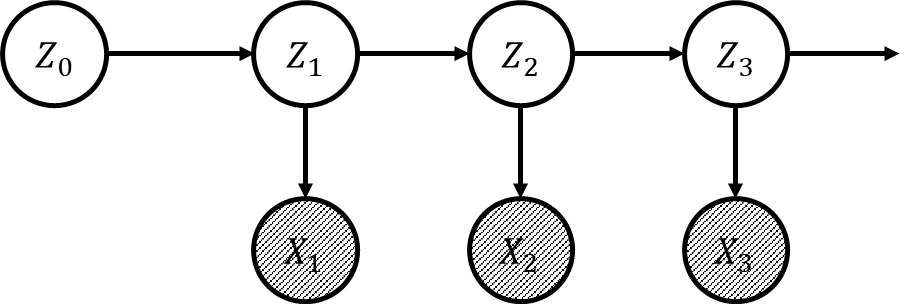 Z₀ Z₁ Z₂ Z₃
X₁ X₂ X₃